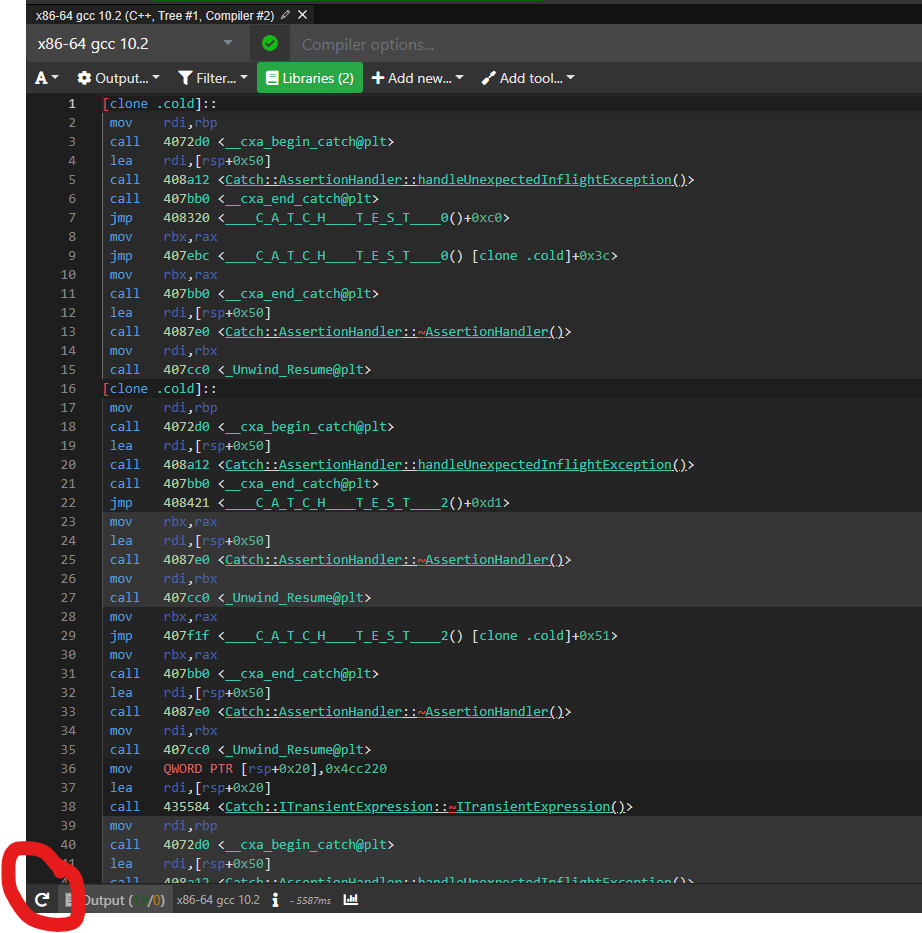 x86-64 gcc 10.2 (C++, Tree #1, Compiler #2)
x86-64 gcc 10.2 Compiler options...
A Output... Filter... Libraries (2) Add new... Add tool...
1 [clone .cold]::
2 mov rdi,rbp
3 call 4072d0 <__cxa_begin_catch@plt>
4 lea rdi,[rsp+0x50]
5 call 408a12 <Catch::AssertionHandler::handleUnexpectedInflightException()>
6 call 407bb0 <__cxa_end_catch@plt>
7 jmp 408320 <____C_A_T_C_H____T_E_S_T____0()+0xc0>
8 mov rbx,rax
9 jmp 407ebc <____C_A_T_C_H____T_E_S_T____0() [clone .cold]+0x3c>
10 mov rbx,rax
11 call 407bb0 <__cxa_end_catch@plt>
12 lea rdi,[rsp+0x50]
13 call 4087e0 <Catch::AssertionHandler::~AssertionHandler()>
14 mov rdi,rbx
15 call 407cc0 <_Unwind_Resume@plt>
16 [clone .cold]::
17 mov rdi,rbp
18 call 4072d0 <__cxa_begin_catch@plt>
19 lea rdi,[rsp+0x50]
20 call 408a12 <Catch::AssertionHandler::handleUnexpectedInflightException()>
21 call 407bb0 <__cxa_end_catch@plt>
22 jmp 408421 <____C_A_T_C_H____T_E_S_T____2()+0xd1>
23 mov rbx,rax
24 lea rdi,[rsp+0x50]
25 call 4087e0 <Catch::AssertionHandler::~AssertionHandler()>
26 mov rdi,rbx
27 call 407cc0 <_Unwind_Resume@plt>
28 mov rbx,rax
29 jmp 407f1f <____C_A_T_C_H____T_E_S_T____2() [clone .cold]+0x51>
30 mov rbx,rax
31 call 407bb0 <__cxa_end_catch@plt>
32 lea rdi,[rsp+0x50]
33 call 4087e0 <Catch::AssertionHandler::~AssertionHandler()>
34 mov rdi,rbx
35 call 407cc0 <_Unwind_Resume@plt>
36 mov QWORD PTR [rsp+0x20],0x4cc220
37 lea rdi,[rsp+0x20]
38 call 435584 <Catch::ITransientExpression::~ITransientExpression()>
39 mov rdi,rbp
40 call 4072d0 <__cxa_begin_catch@plt>
41 lea rdi,[rsp+0x50]
call 408a12 <Catch::AssertionHandler::handleUnexpectedInflightException()>
Output ( /0) x86-64 gcc 10.2 - 5587ms